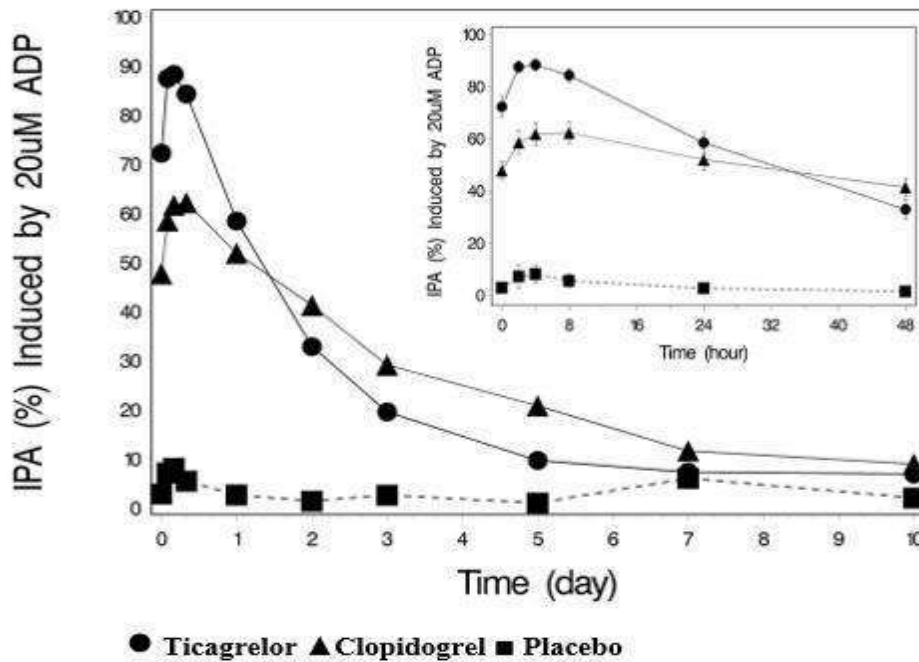 IPA (%) Induced by 20uM ADP
100
90
80
70
60
50
40
30
20
10
0
0 1 2 3 4 5 6 7 8 9 10
Time (day)
IPA (%) Induced by 20uM ADP
100
80
60
40
20
0
0 8 16 24 32 40 48
Time (hour)
Ticagrelor Clopidogrel Placebo